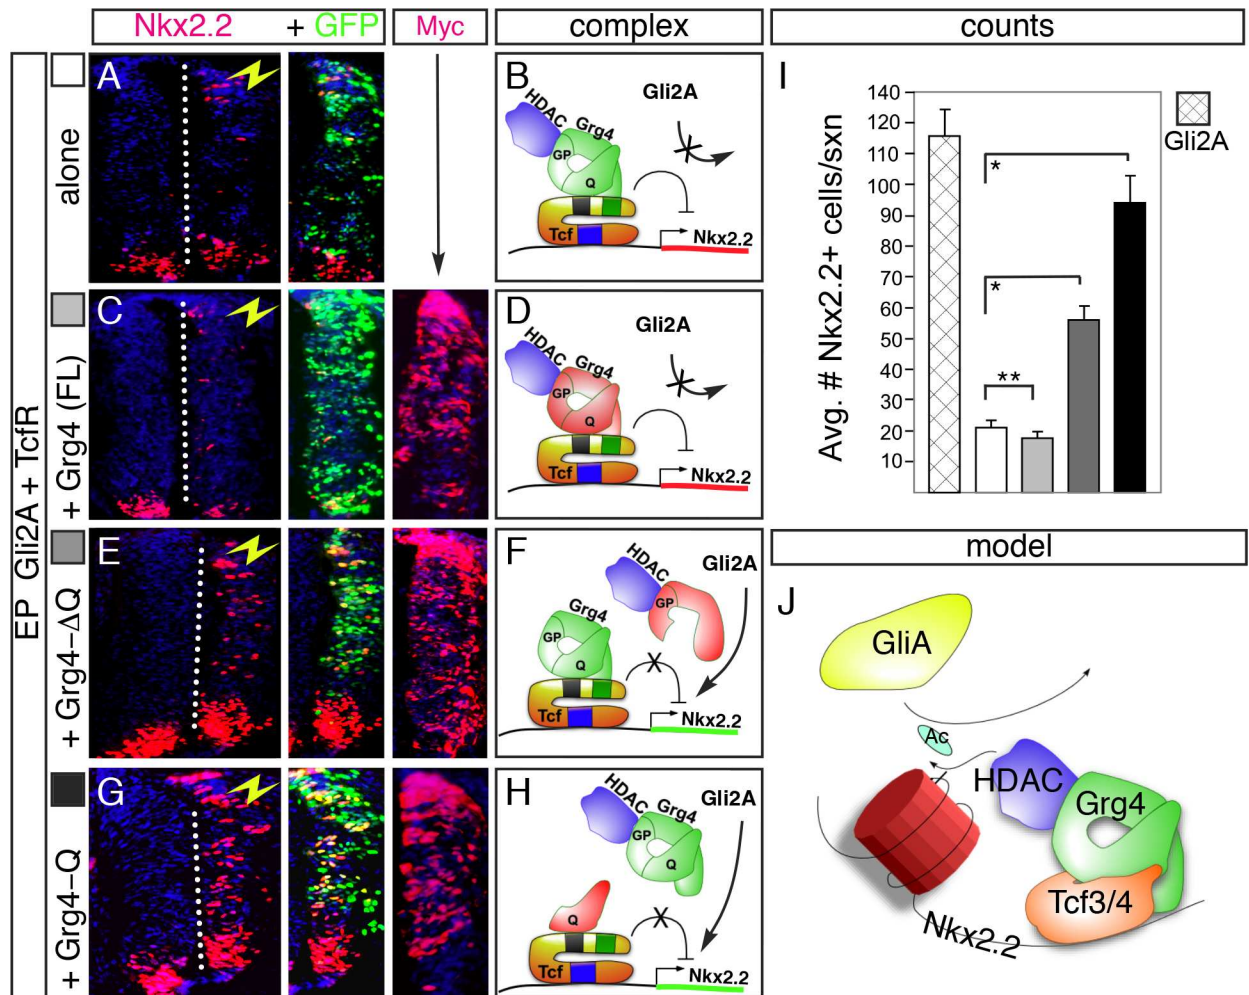 Nkx2.2 + GFP
Myc
complex
counts
EP Gli2A + TcfR
alone
+ Grg4 (FL)
+ Grg4–ΔQ
+ Grg4–Q
A
B
HDAC
Grg4
GP
Q
Tcf
Gli2A
Nkx2.2
C
D
HDAC
Grg4
GP
Q
Tcf
Gli2A
Nkx2.2
E
F
HDAC
GP
Grg4
GP
Q
Tcf
Gli2A
X
Nkx2.2
G
H
HDAC
Grg4
GP
Q
Q
Tcf
Gli2A
X
Nkx2.2
I
Avg. # Nkx2.2+ cells/sxn
140
120
110
100
90
80
70
60
50
40
30
20
10
*
*
**
Gli2A
model
J
GliA
Ac
HDAC
Grg4
Tcf3/4
Nkx2.2